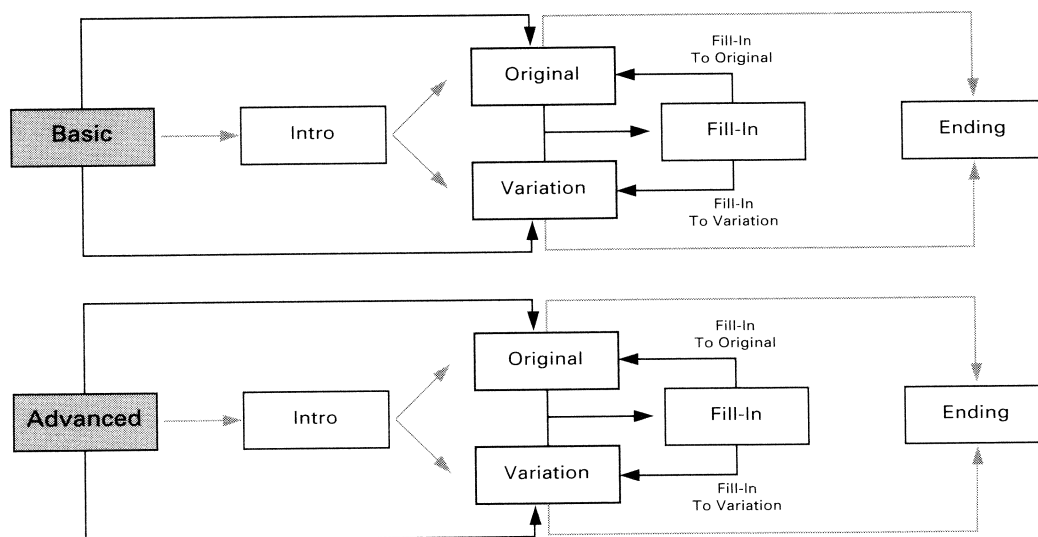 Fill-In
To Original
Original
Basic
Intro
Fill-In
Ending
Variation
Fill-In
To Variation
Fill-In
To Original
Original
Advanced
Intro
Fill-In
Ending
Variation
Fill-In
To Variation